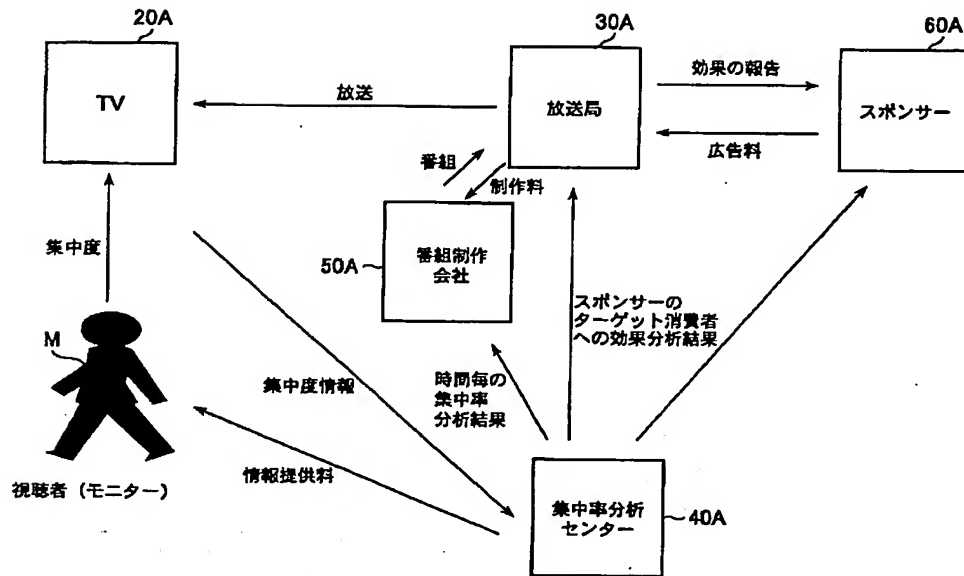 20A
30A
60A
TV
放送
放送局
効果の報告
スポンサー
広告料
番組
制作料
集中度
50A
番組制作
会社
M
スポンサーの
ターゲット消費者
への効果分析結果
集中度情報
時間毎の
集中率
分析結果
情報提供料
視聴者（モニター）
集中率分析
センター
40A